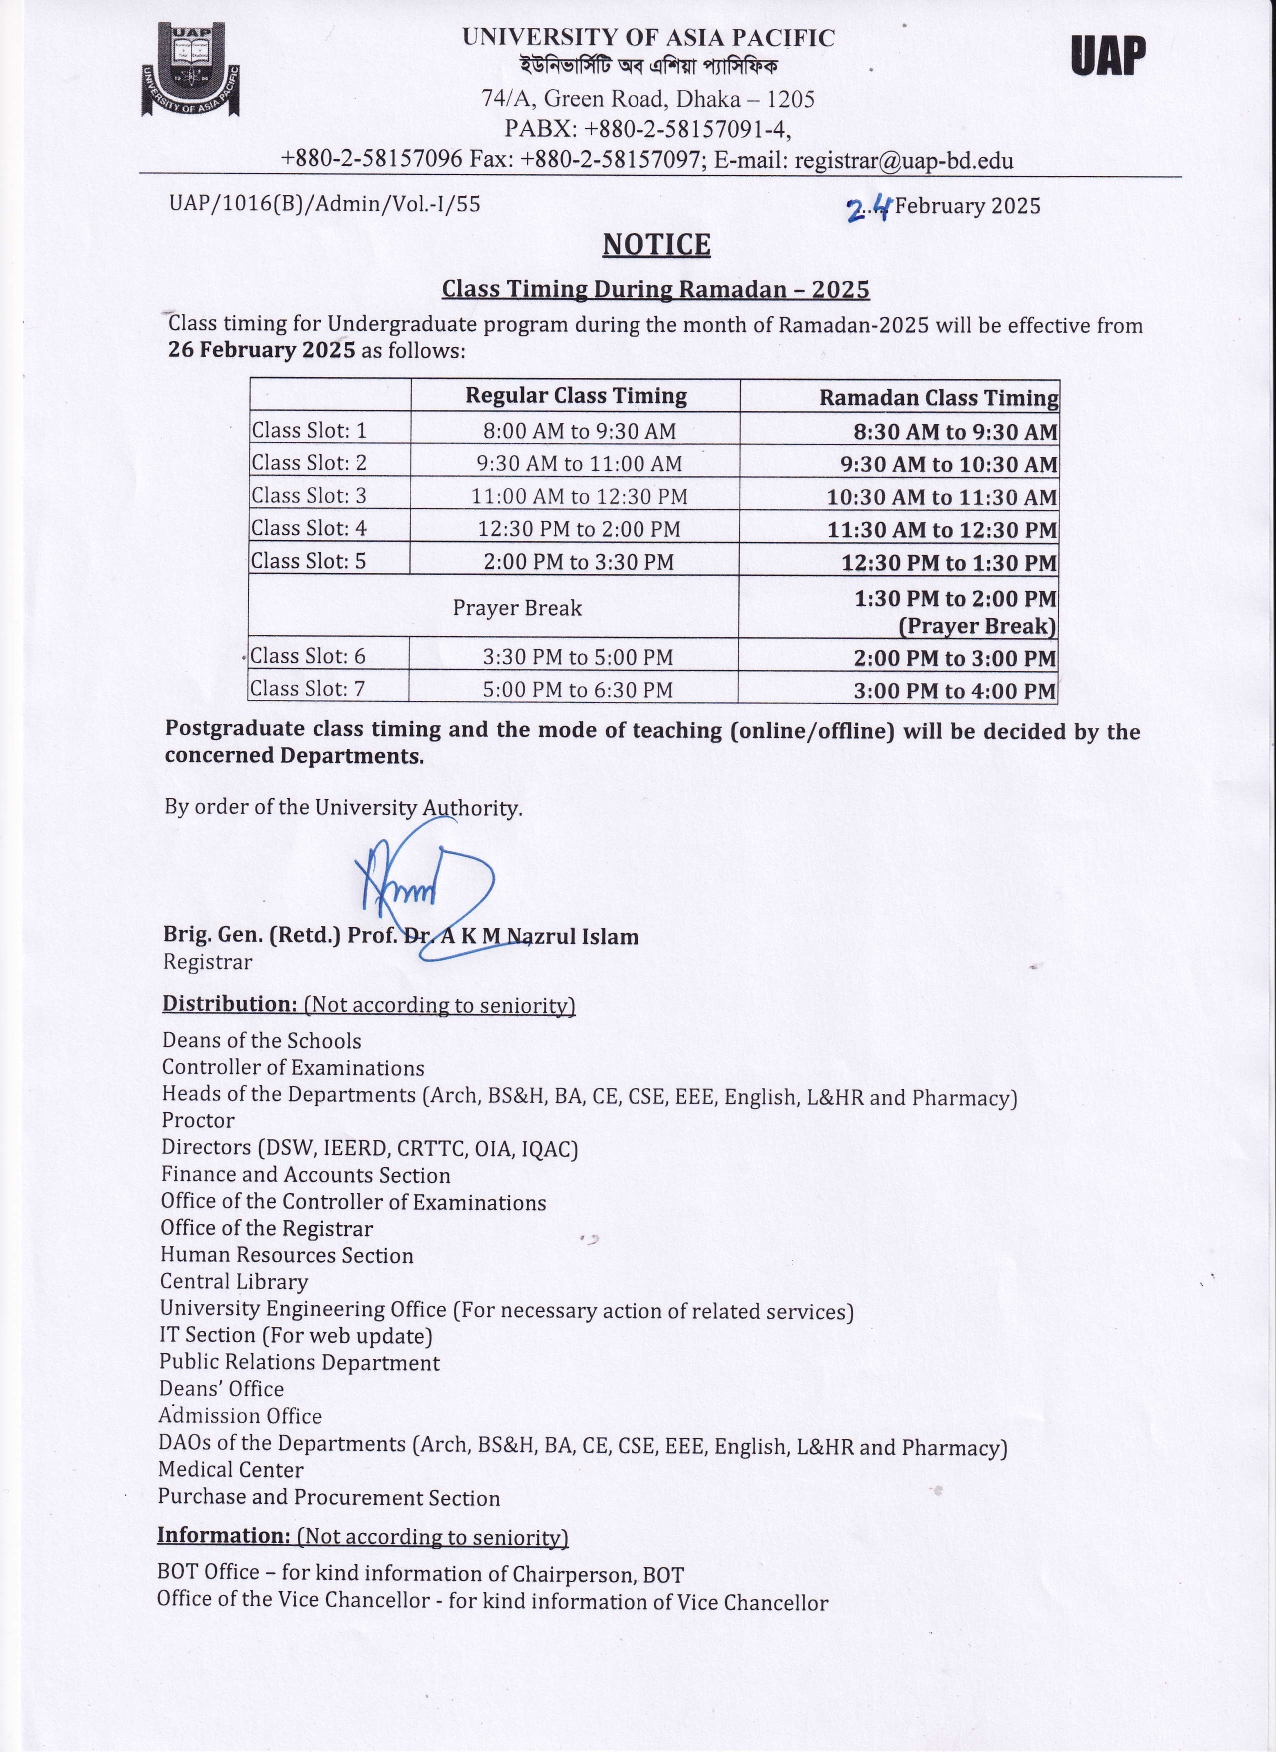 UAP
UNIVERSITY OF ASIA PACIFIC
UNIVERSITY OF ASIA PACIFIC
ইউনিভার্সিটি অব এশিয়া প্যাসিফিক
UAP
74/A, Green Road, Dhaka – 1205
PABX: +880-2-58157091-4,
+880-2-58157096 Fax: +880-2-58157097; E-mail: registrar@uap-bd.edu
UAP/1016(B)/Admin/Vol.-I/55 24 February 2025
NOTICE
Class Timing During Ramadan – 2025
Class timing for Undergraduate program during the month of Ramadan-2025 will be effective from
26 February 2025 as follows:
Regular Class Timing Ramadan Class Timing
Class Slot: 1 8:00 AM to 9:30 AM 8:30 AM to 9:30 AM
Class Slot: 2 9:30 AM to 11:00 AM 9:30 AM to 10:30 AM
Class Slot: 3 11:00 AM to 12:30 PM 10:30 AM to 11:30 AM
Class Slot: 4 12:30 PM to 2:00 PM 11:30 AM to 12:30 PM
Class Slot: 5 2:00 PM to 3:30 PM 12:30 PM to 1:30 PM
Prayer Break 1:30 PM to 2:00 PM
(Prayer Break)
Class Slot: 6 3:30 PM to 5:00 PM 2:00 PM to 3:00 PM
Class Slot: 7 5:00 PM to 6:30 PM 3:00 PM to 4:00 PM
Postgraduate class timing and the mode of teaching (online/offline) will be decided by the
concerned Departments.
By order of the University Authority.
Brig. Gen. (Retd.) Prof. Dr. A K M Nazrul Islam
Registrar
Distribution: (Not according to seniority)
Deans of the Schools
Controller of Examinations
Heads of the Departments (Arch, BS&H, BA, CE, CSE, EEE, English, L&HR and Pharmacy)
Proctor
Directors (DSW, IEERD, CRTTC, OIA, IQAC)
Finance and Accounts Section
Office of the Controller of Examinations
Office of the Registrar
Human Resources Section
Central Library
University Engineering Office (For necessary action of related services)
IT Section (For web update)
Public Relations Department
Deans' Office
Admission Office
DAOs of the Departments (Arch, BS&H, BA, CE, CSE, EEE, English, L&HR and Pharmacy)
Medical Center
Purchase and Procurement Section
Information: (Not according to seniority)
BOT Office – for kind information of Chairperson, BOT
Office of the Vice Chancellor - for kind information of Vice Chancellor